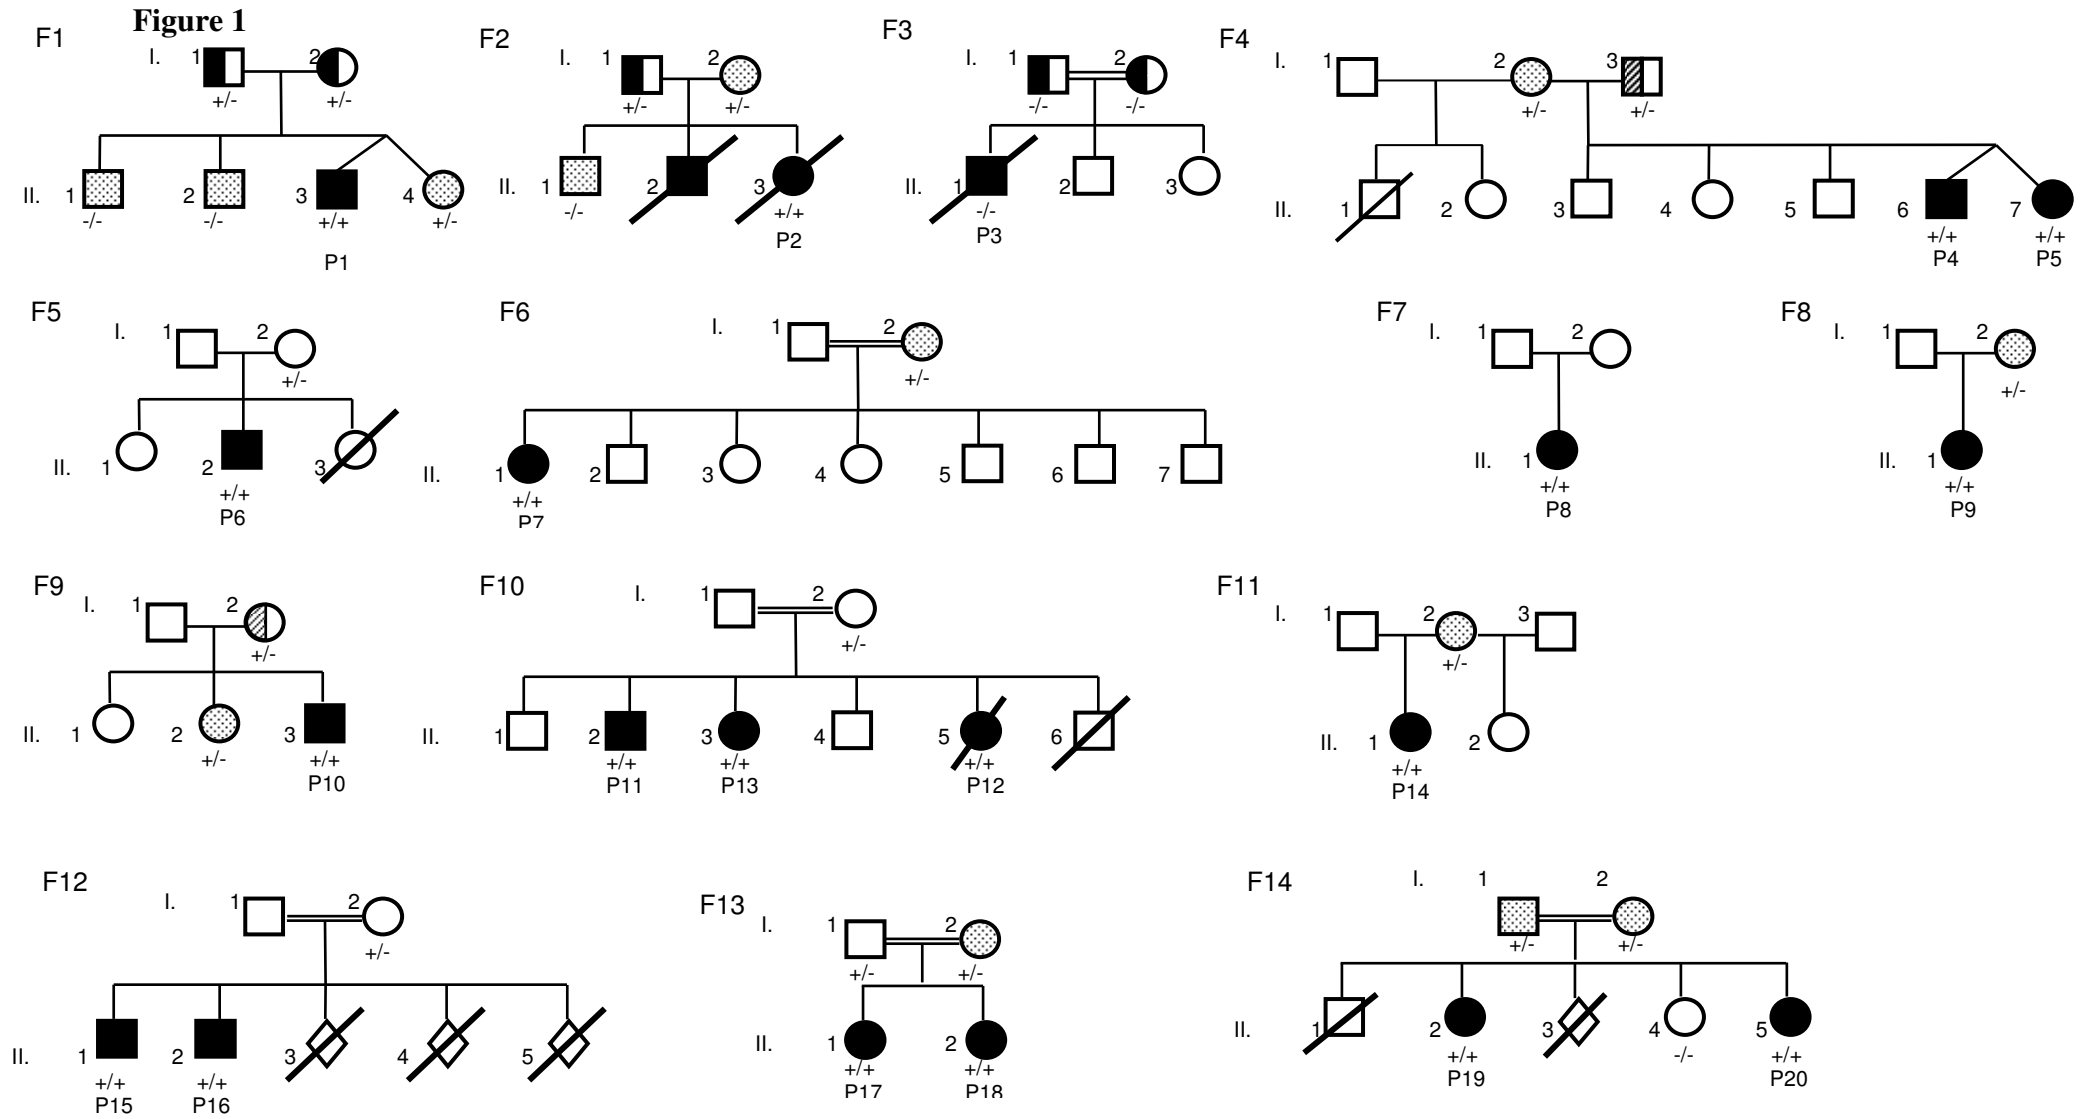 Figure 1
F1
I. 1 2
+/- +/-
II. 1 2 3 4
-/- -/- +/+ +/-
P1
F2
I. 1 2
+/- +/-
II. 1 2 3
-/- +/+
P2
F3
I. 1 2
-/- -/-
II. 1 2 3
-/-
P3
F4
I. 1 2 3
+/- +/-
II. 1 2 3 4 5 6 7
+/+ +/+
P4 P5
F5
I. 1 2
+/-
II. 1 2 3
+/+
P6
F6
I. 1 2
+/-
II. 1 2 3 4 5 6 7
+/+
P7
F7
I. 1 2
II. 1
+/+
P8
F8
I. 1 2
+/-
II. 1
+/+
P9
F9
I. 1 2
+/-
II. 1 2 3
+/- +/+
P10
F10
I. 1 2
+/-
II. 1 2 3 4 5 6
+/+ +/+ +/+
P11 P13 P12
F11
I. 1 2 3
+/-
II. 1 2
+/+
P14
F12
I. 1 2
+/-
II. 1 2 3 4 5
+/+ +/+
P15 P16
F13
I. 1 2
+/- +/-
II. 1 2
+/+ +/+
P17 P18
F14
I. 1 2
+/- +/-
II. 1 2 3 4 5
+/+ -/- +/+
P19 P20